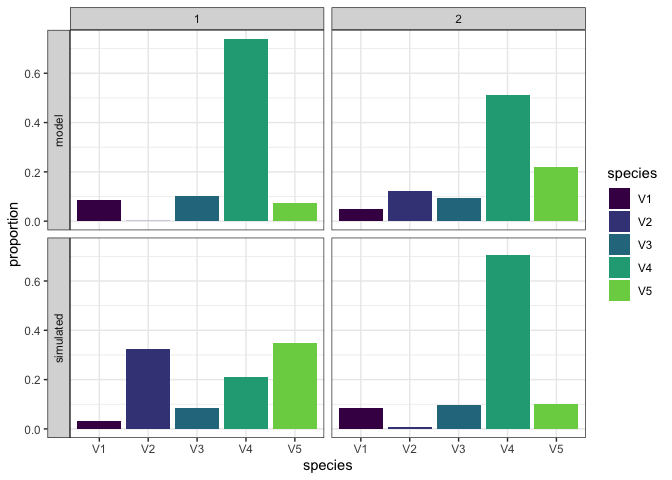 1 2
model
0.6
0.4
0.2
0.0
simulated
0.6
0.4
0.2
0.0
proportion
V1 V2 V3 V4 V5 V1 V2 V3 V4 V5
species
species
V1
V2
V3
V4
V5